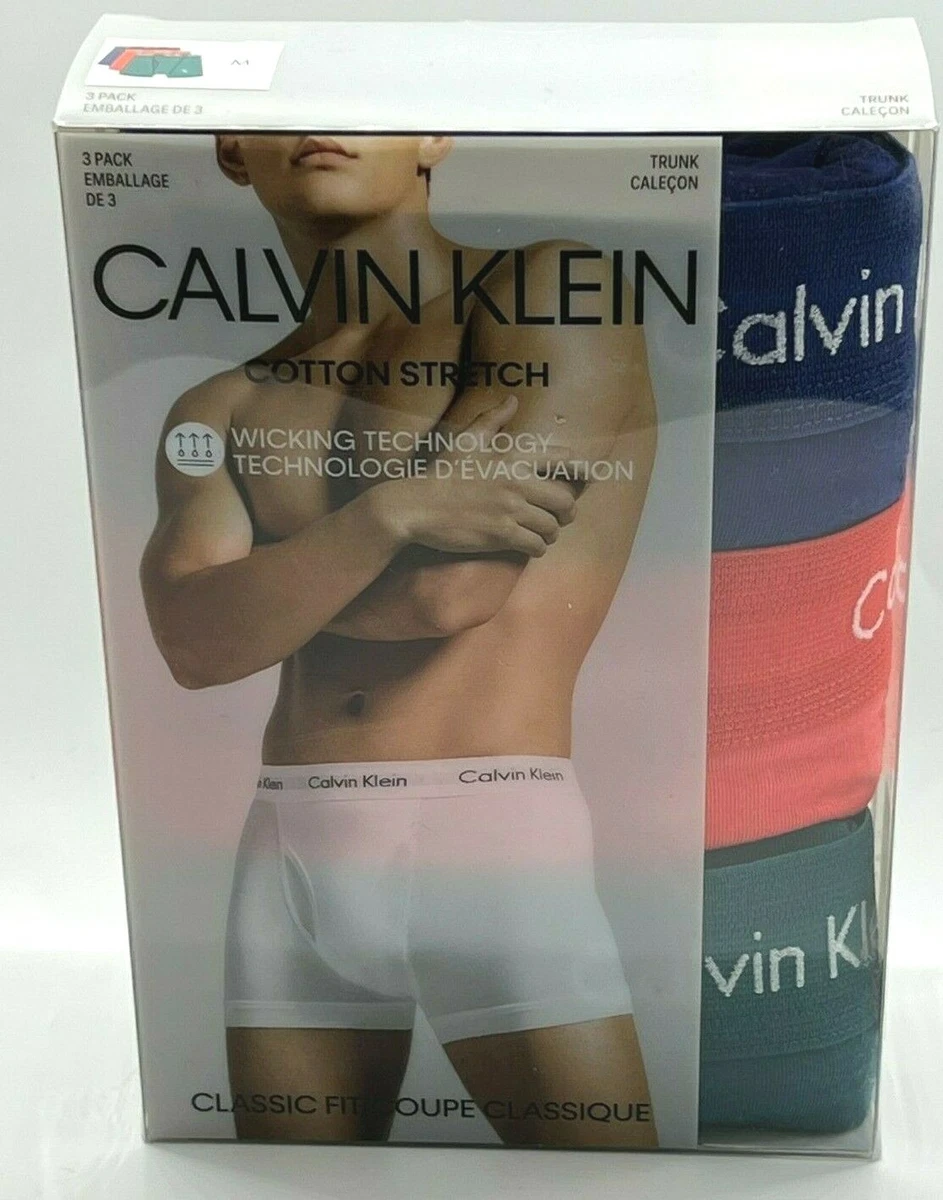 M
3 PACK
EMBALLAGE DE 3
TRUNK
CALEÇON
3 PACK
EMBALLAGE
DE 3
TRUNK
CALEÇON
CALVIN KLEIN
COTTON STRETCH
WICKING TECHNOLOGY
TECHNOLOGIE D'ÉVACUATION
Calvin
Calvin Klein
Calvin Klein
CLASSIC FIT COUPE CLASSIQUE